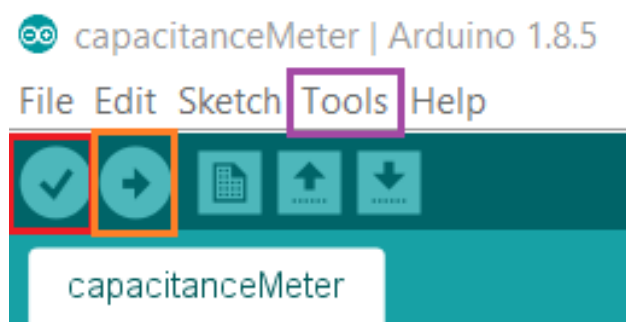 capacitanceMeter | Arduino 1.8.5
File Edit Sketch Tools Help
capacitanceMeter